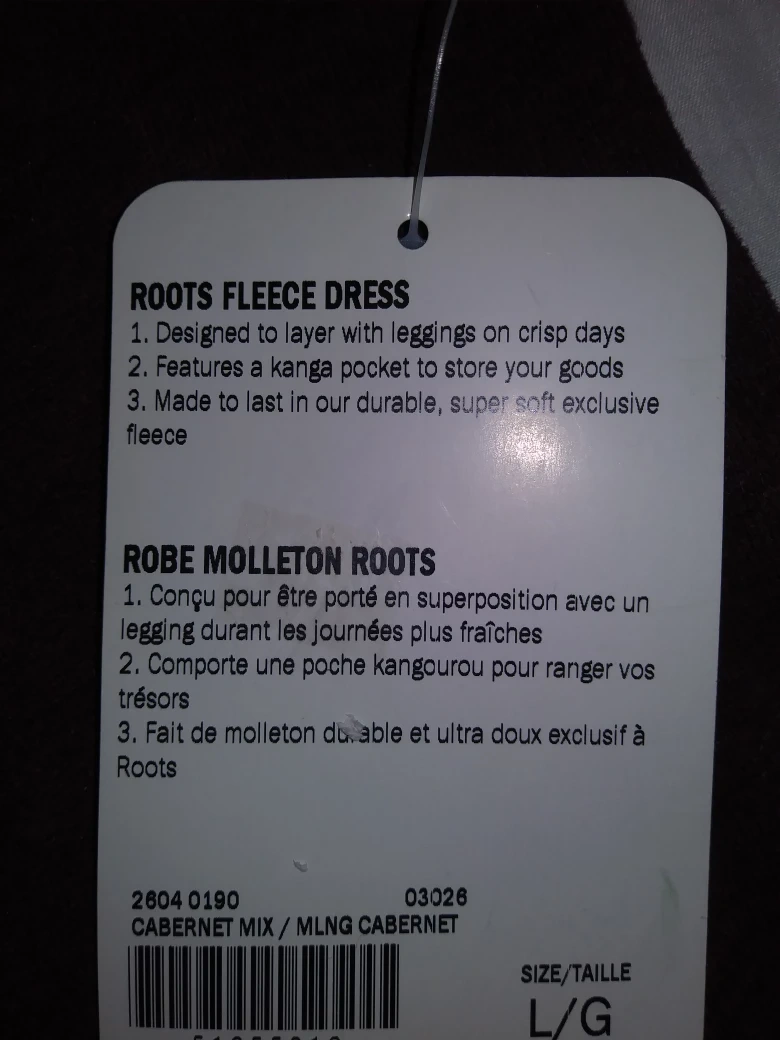 ROOTS FLEECE DRESS
1. Designed to layer with leggings on crisp days
2. Features a kanga pocket to store your goods
3. Made to last in our durable, super soft exclusive
fleece
ROBE MOLLETON ROOTS
1. Conçu pour être porté en superposition avec un
legging durant les journées plus fraîches
2. Comporte une poche kangourou pour ranger vos
trésors
3. Fait de molleton durable et ultra doux exclusif à
Roots
2604 0190 03026
CABERNET MIX / MLNG CABERNET
SIZE/TAILLE
L/G